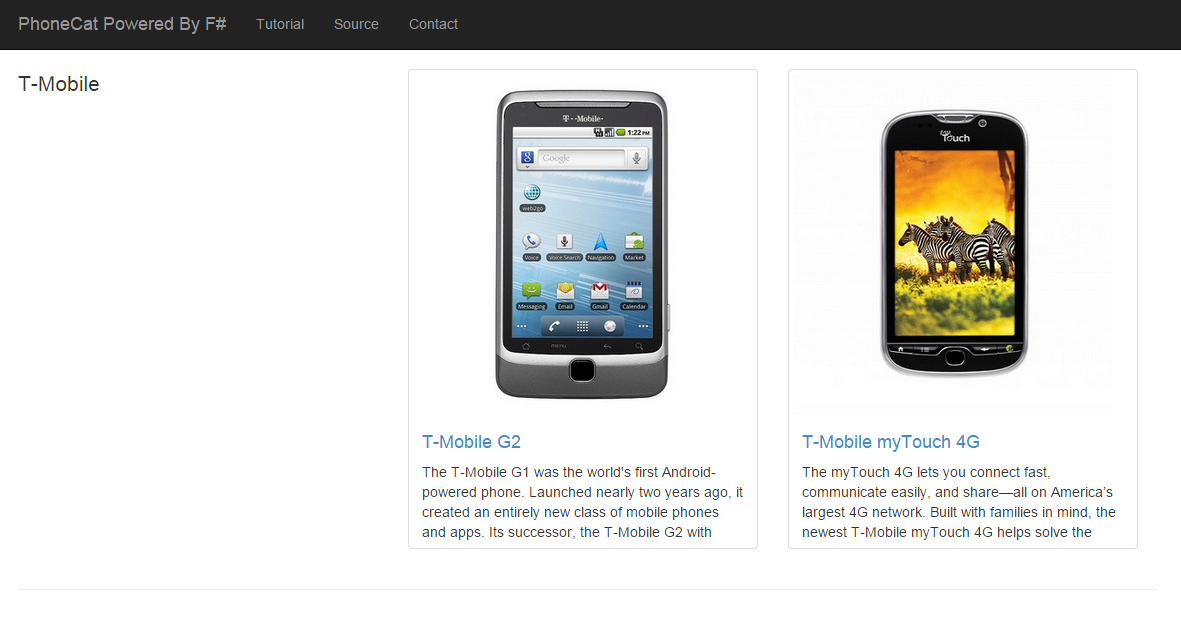 PhoneCat Powered By F# Tutorial Source Contact
T-Mobile
T··Mobile·
1:22 PM
Google
web2go
Voice Voice Search Navigation Market
Messaging Email Gmail Calendar
menu
my
Touch
T-Mobile G2
The T-Mobile G1 was the world's first Android-
powered phone. Launched nearly two years ago, it
created an entirely new class of mobile phones
and apps. Its successor, the T-Mobile G2 with
T-Mobile myTouch 4G
The myTouch 4G lets you connect fast,
communicate easily, and share—all on America’s
largest 4G network. Built with families in mind, the
newest T-Mobile myTouch 4G helps solve the